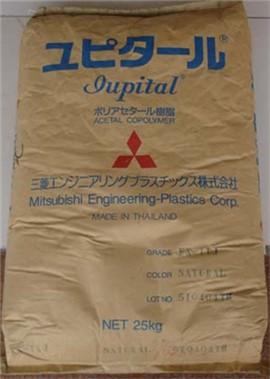 ユピタール®
Iupital®
ポリアセタール樹脂
ACETAL COPOLYMER
三菱エンジニアリングプラスチックス株式会社
Mitsubishi Engineering-Plastics Corp.
MADE IN THAILAND
GRADE
COLOR NATURAL
LOT NO
NET 25kg
NATURAL